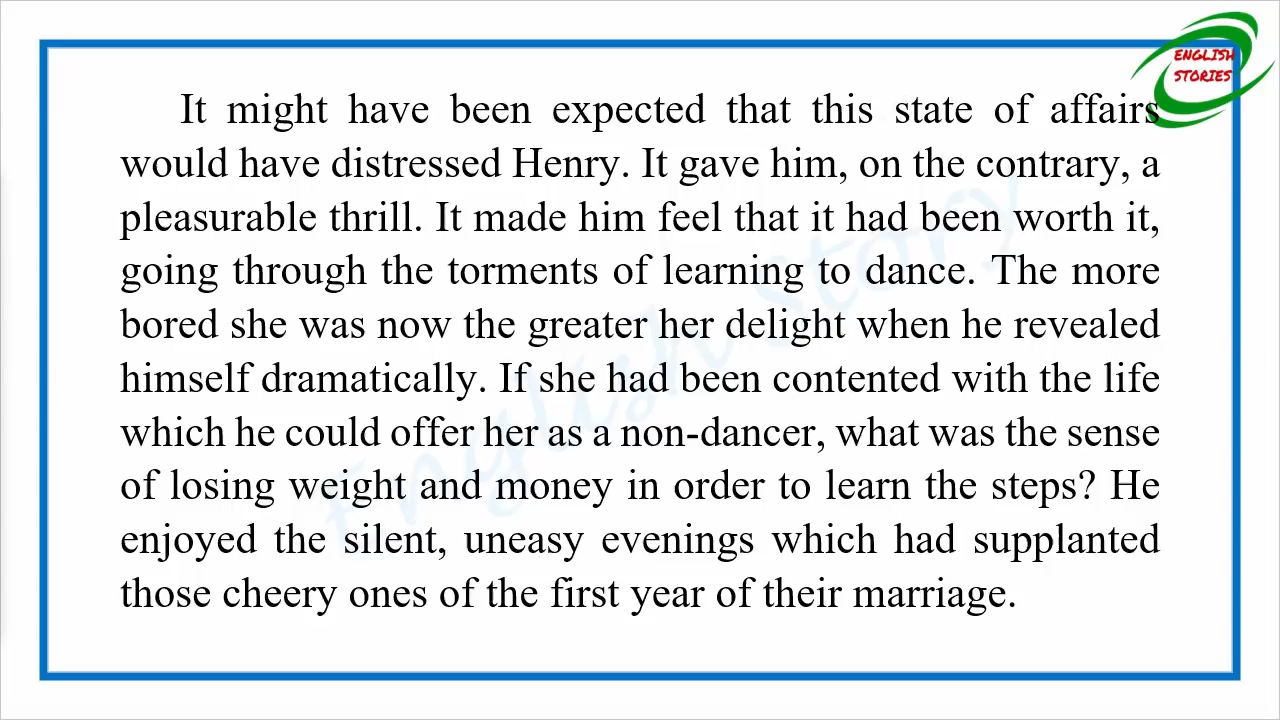 ENGLISH
STORIES
It might have been expected that this state of affairs
would have distressed Henry. It gave him, on the contrary, a
pleasurable thrill. It made him feel that it had been worth it,
going through the torments of learning to dance. The more
bored she was now the greater her delight when he revealed
himself dramatically. If she had been contented with the life
which he could offer her as a non-dancer, what was the sense
of losing weight and money in order to learn the steps? He
enjoyed the silent, uneasy evenings which had supplanted
those cheery ones of the first year of their marriage.
English Story